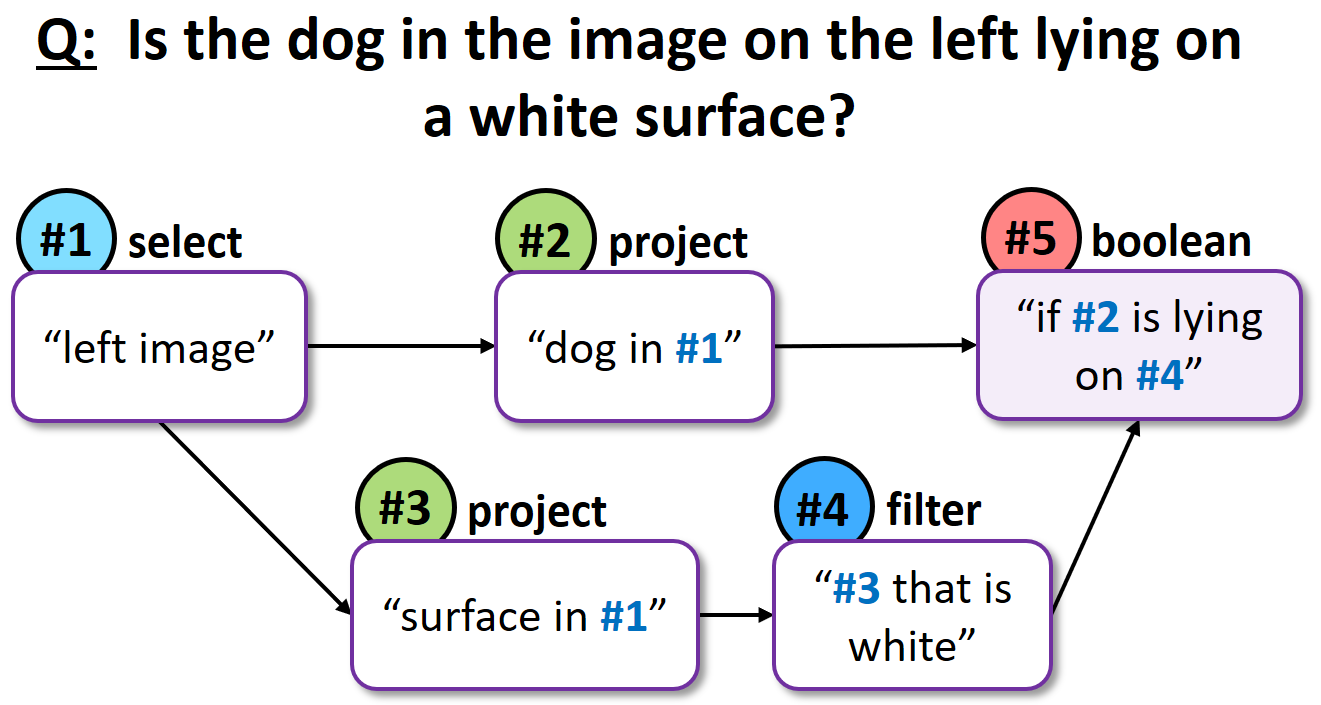 Q: Is the dog in the image on the left lying on
a white surface?
#1 select
“left image”
#2 project
“dog in #1”
#5 boolean
“if #2 is lying
on #4”
#3 project
“surface in #1”
#4 filter
“#3 that is
white”